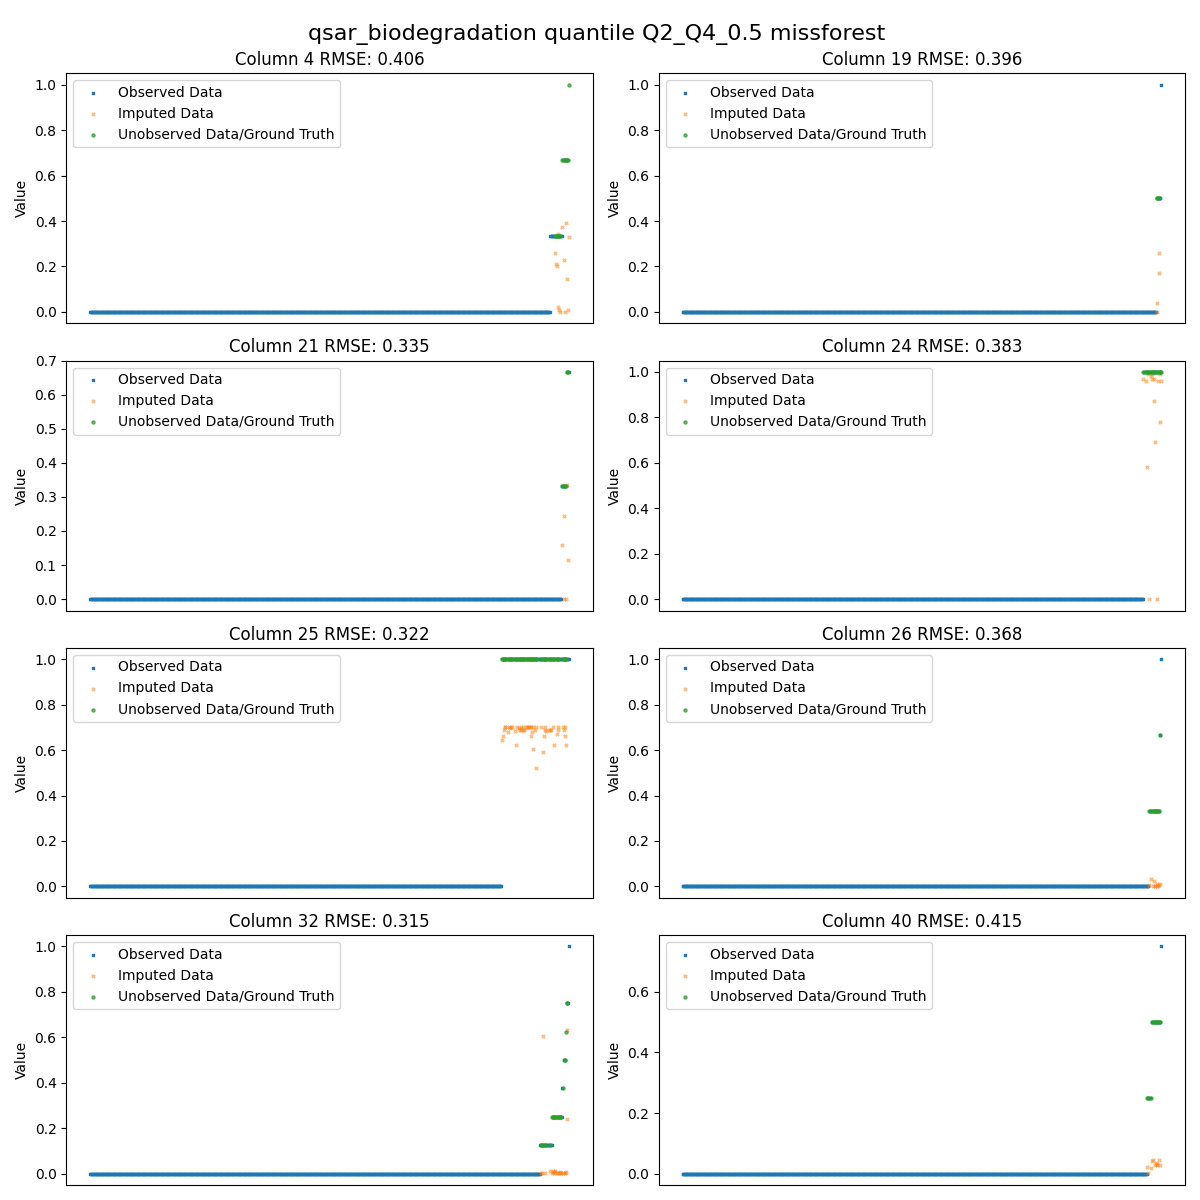 qsar_biodegradation quantile Q2_Q4_0.5 missforest
Column 4 RMSE: 0.406
Value
1.0
0.8
0.6
0.4
0.2
0.0
Observed Data
Imputed Data
Unobserved Data/Ground Truth
Column 19 RMSE: 0.396
Value
1.0
0.8
0.6
0.4
0.2
0.0
Observed Data
Imputed Data
Unobserved Data/Ground Truth
Column 21 RMSE: 0.335
Value
0.7
0.6
0.5
0.4
0.3
0.2
0.1
0.0
Observed Data
Imputed Data
Unobserved Data/Ground Truth
Column 24 RMSE: 0.383
Value
1.0
0.8
0.6
0.4
0.2
0.0
Observed Data
Imputed Data
Unobserved Data/Ground Truth
Column 25 RMSE: 0.322
Value
1.0
0.8
0.6
0.4
0.2
0.0
Observed Data
Imputed Data
Unobserved Data/Ground Truth
Column 26 RMSE: 0.368
Value
1.0
0.8
0.6
0.4
0.2
0.0
Observed Data
Imputed Data
Unobserved Data/Ground Truth
Column 32 RMSE: 0.315
Value
1.0
0.8
0.6
0.4
0.2
0.0
Observed Data
Imputed Data
Unobserved Data/Ground Truth
Column 40 RMSE: 0.415
Value
0.6
0.4
0.2
0.0
Observed Data
Imputed Data
Unobserved Data/Ground Truth